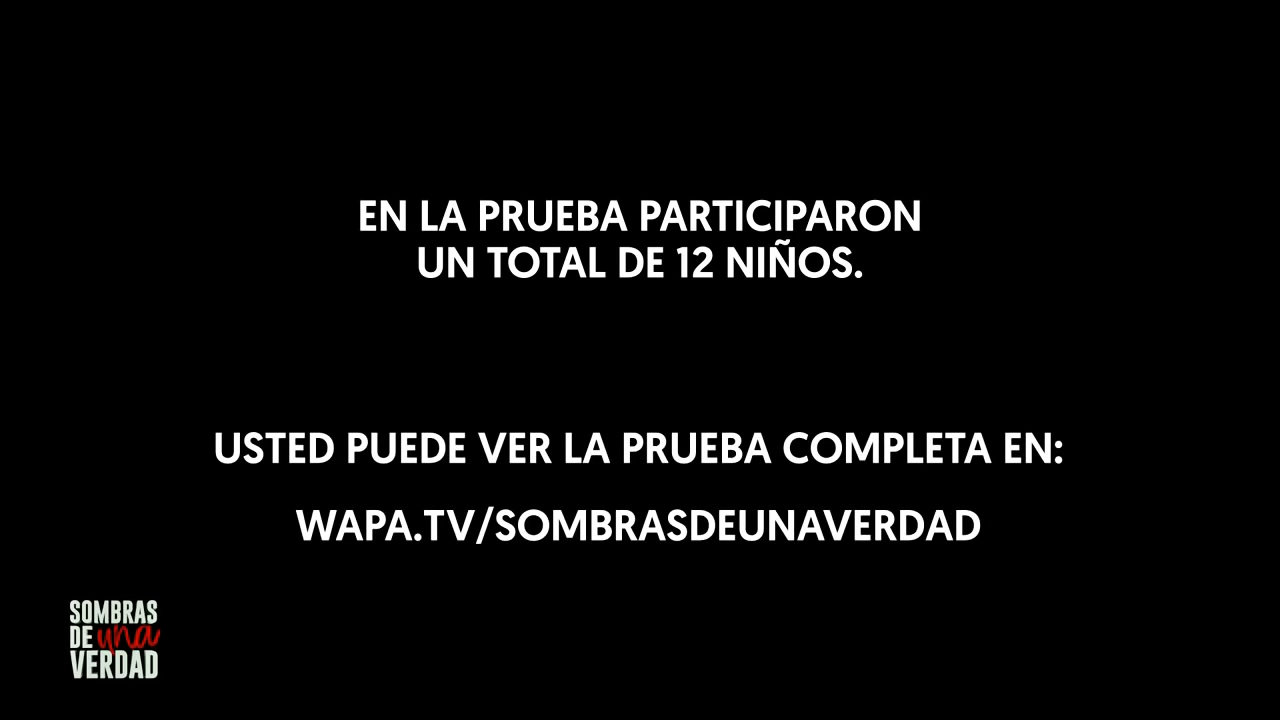 EN LA PRUEBA PARTICIPARON
UN TOTAL DE 12 NIÑOS.
USTED PUEDE VER LA PRUEBA COMPLETA EN:
WAPA.TV/SOMBRASDEUNAVERDAD
SOMBRAS
DE una
VERDAD